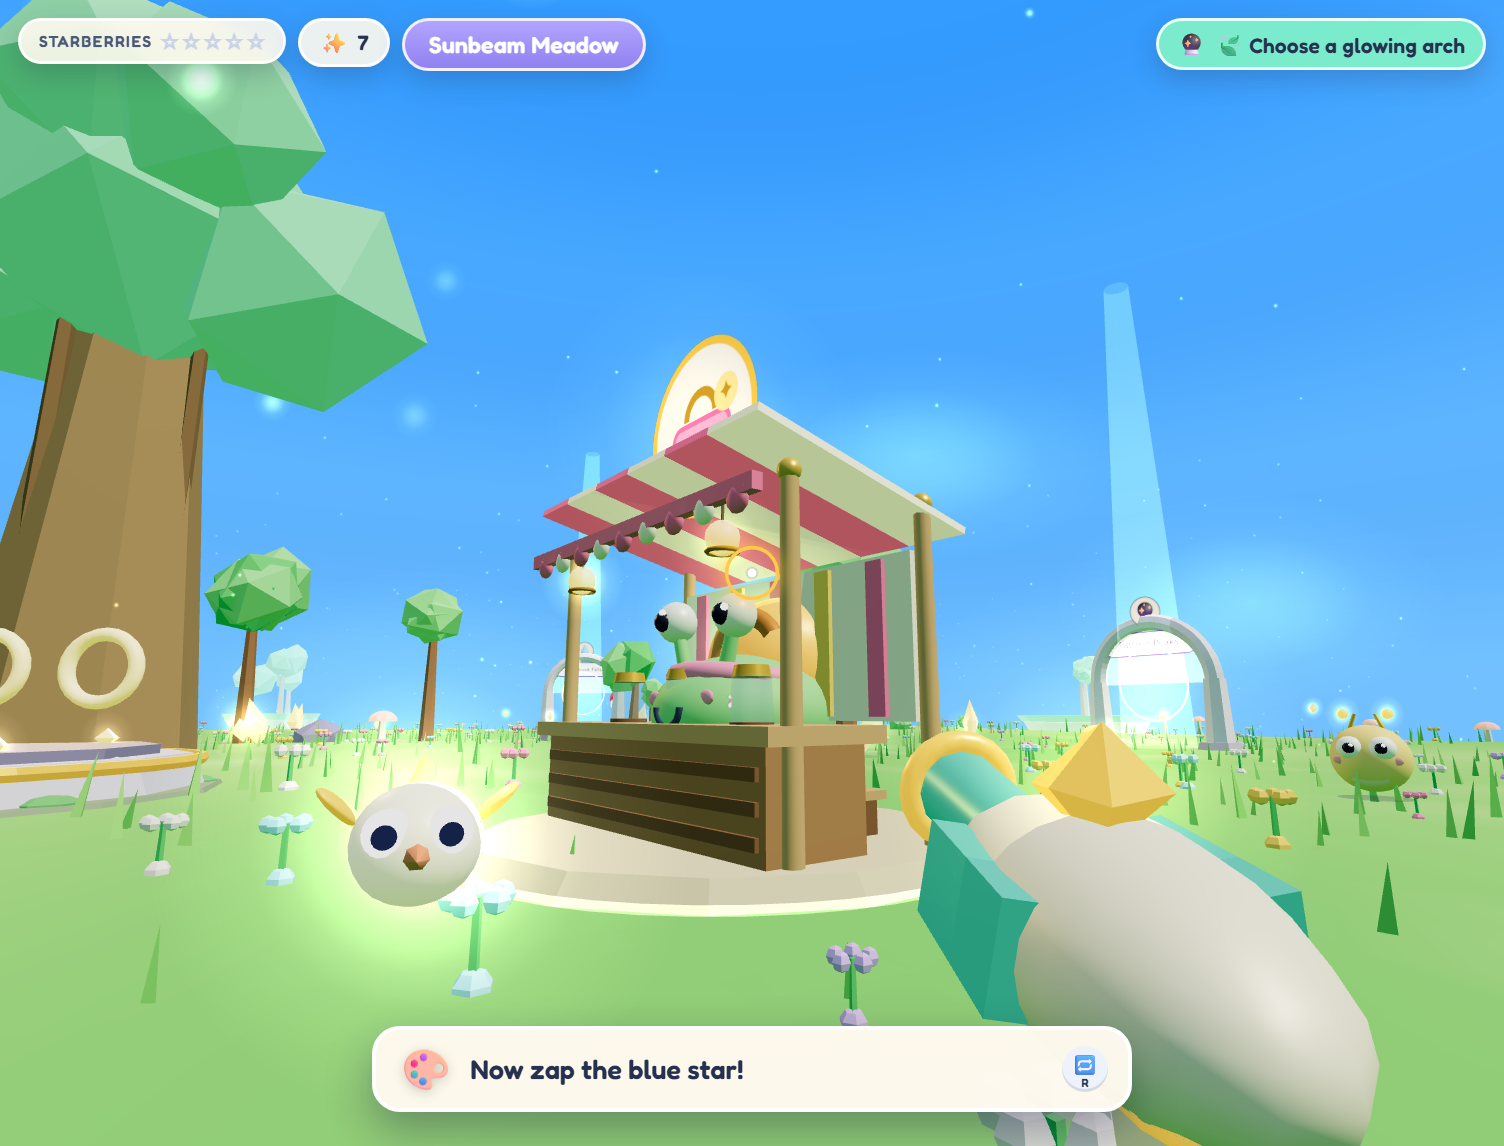 STARBERRIES
7
Sunbeam Meadow
Choose a glowing arch
Now zap the blue star!
R